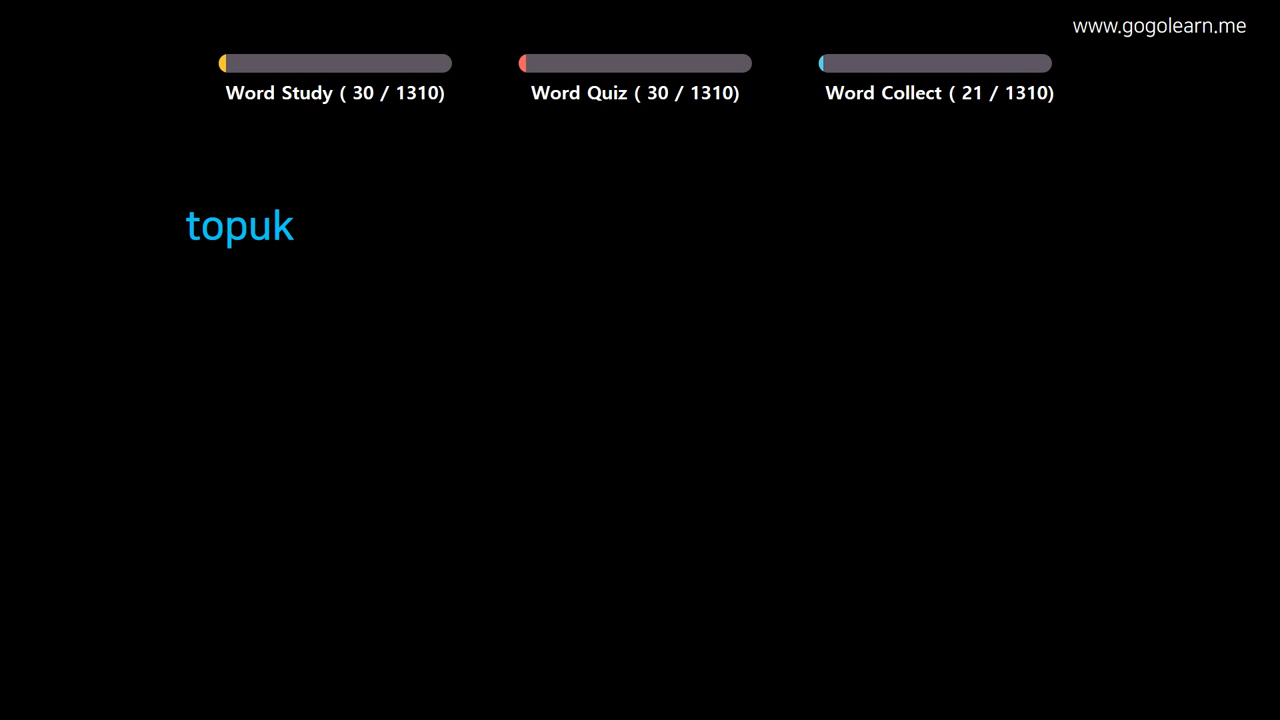 www.gogolearn.me
Word Study ( 30 / 1310)
Word Quiz ( 30 / 1310)
Word Collect ( 21 / 1310)
topuk